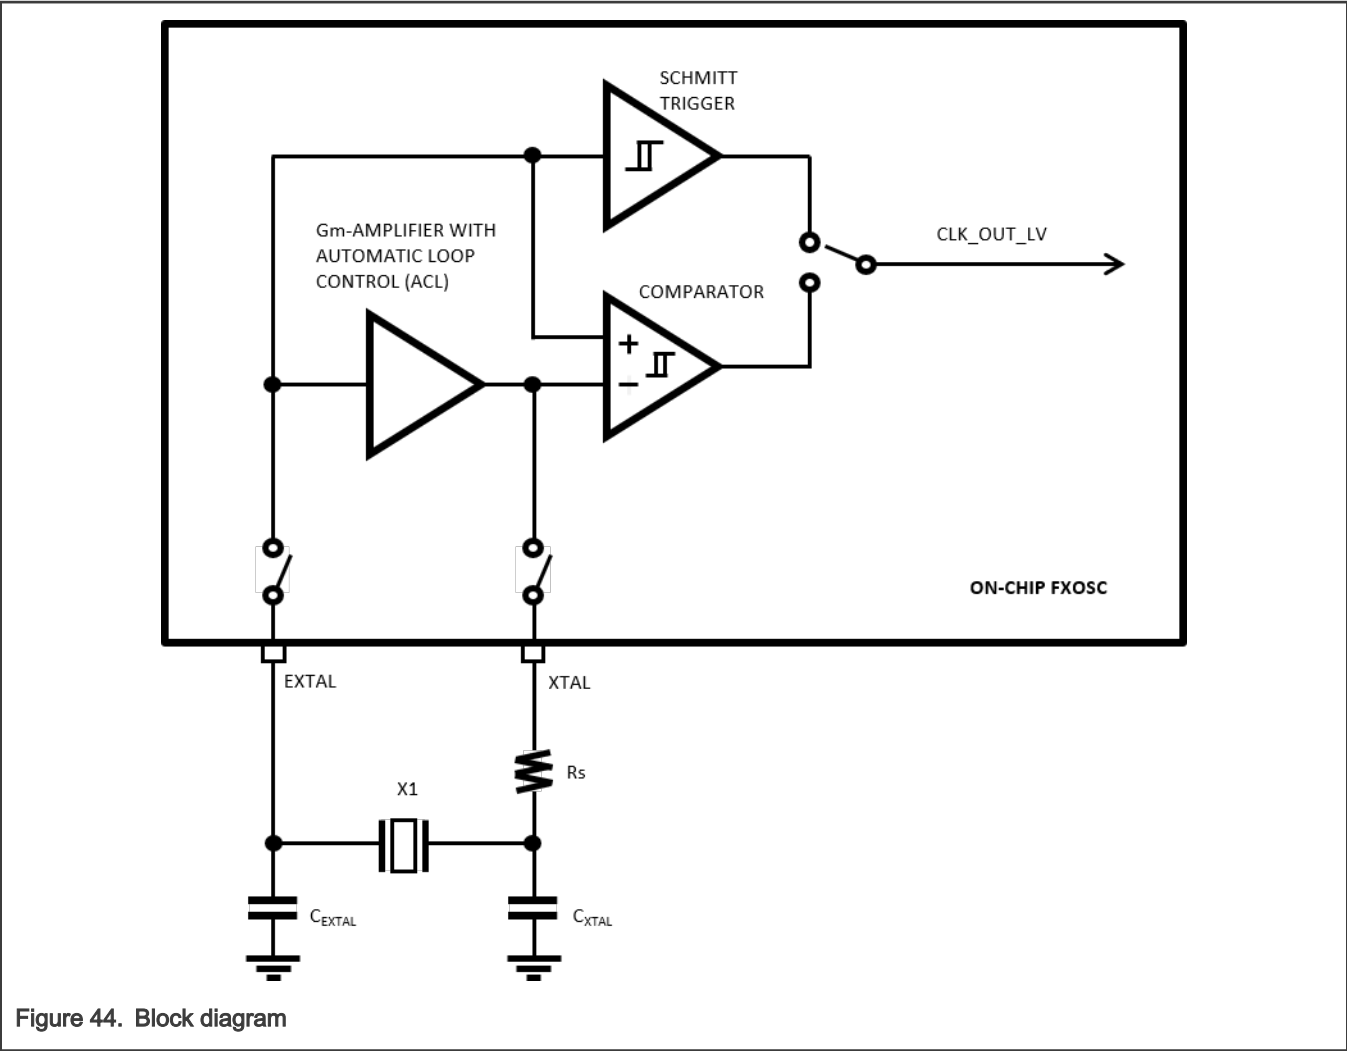 SCHMITT
TRIGGER
Gm-AMPLIFIER WITH
AUTOMATIC LOOP
CONTROL (ACL)
CLK_OUT_LV
COMPARATOR
+
−
ON-CHIP FXOSC
EXTAL
XTAL
Rs
X1
CEXTAL
CXTAL
Figure 44. Block diagram